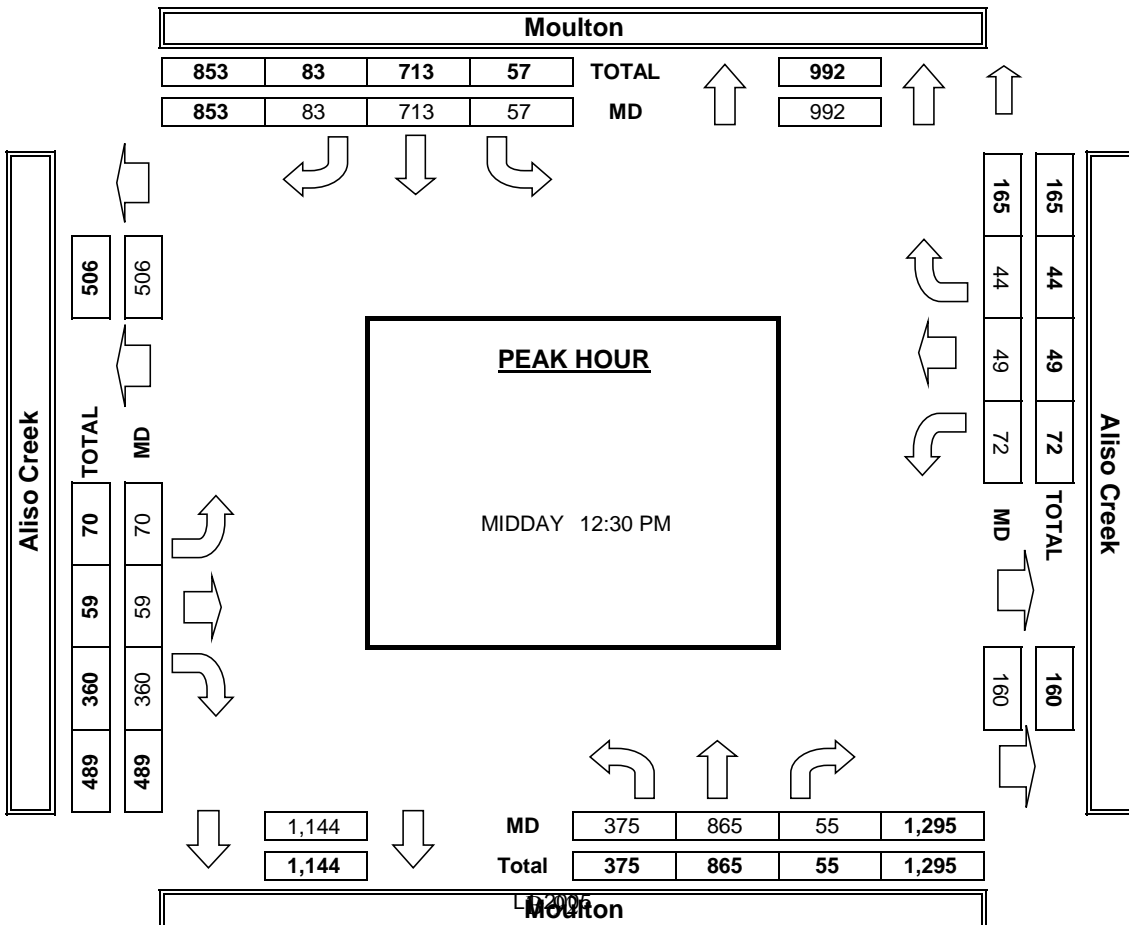 Moulton
853 83 713 57 TOTAL 992
853 83 713 57 MD 992
Aliso Creek
TOTAL 506
MD 506
70 59 360 489
70 59 360 489
PEAK HOUR
MIDDAY 12:30 PM
165 44 49 72 MD 160
165 44 49 72 TOTAL 160
Aliso Creek
1,144 MD 375 865 55 1,295
1,144 Total 375 865 55 1,295
Moulton